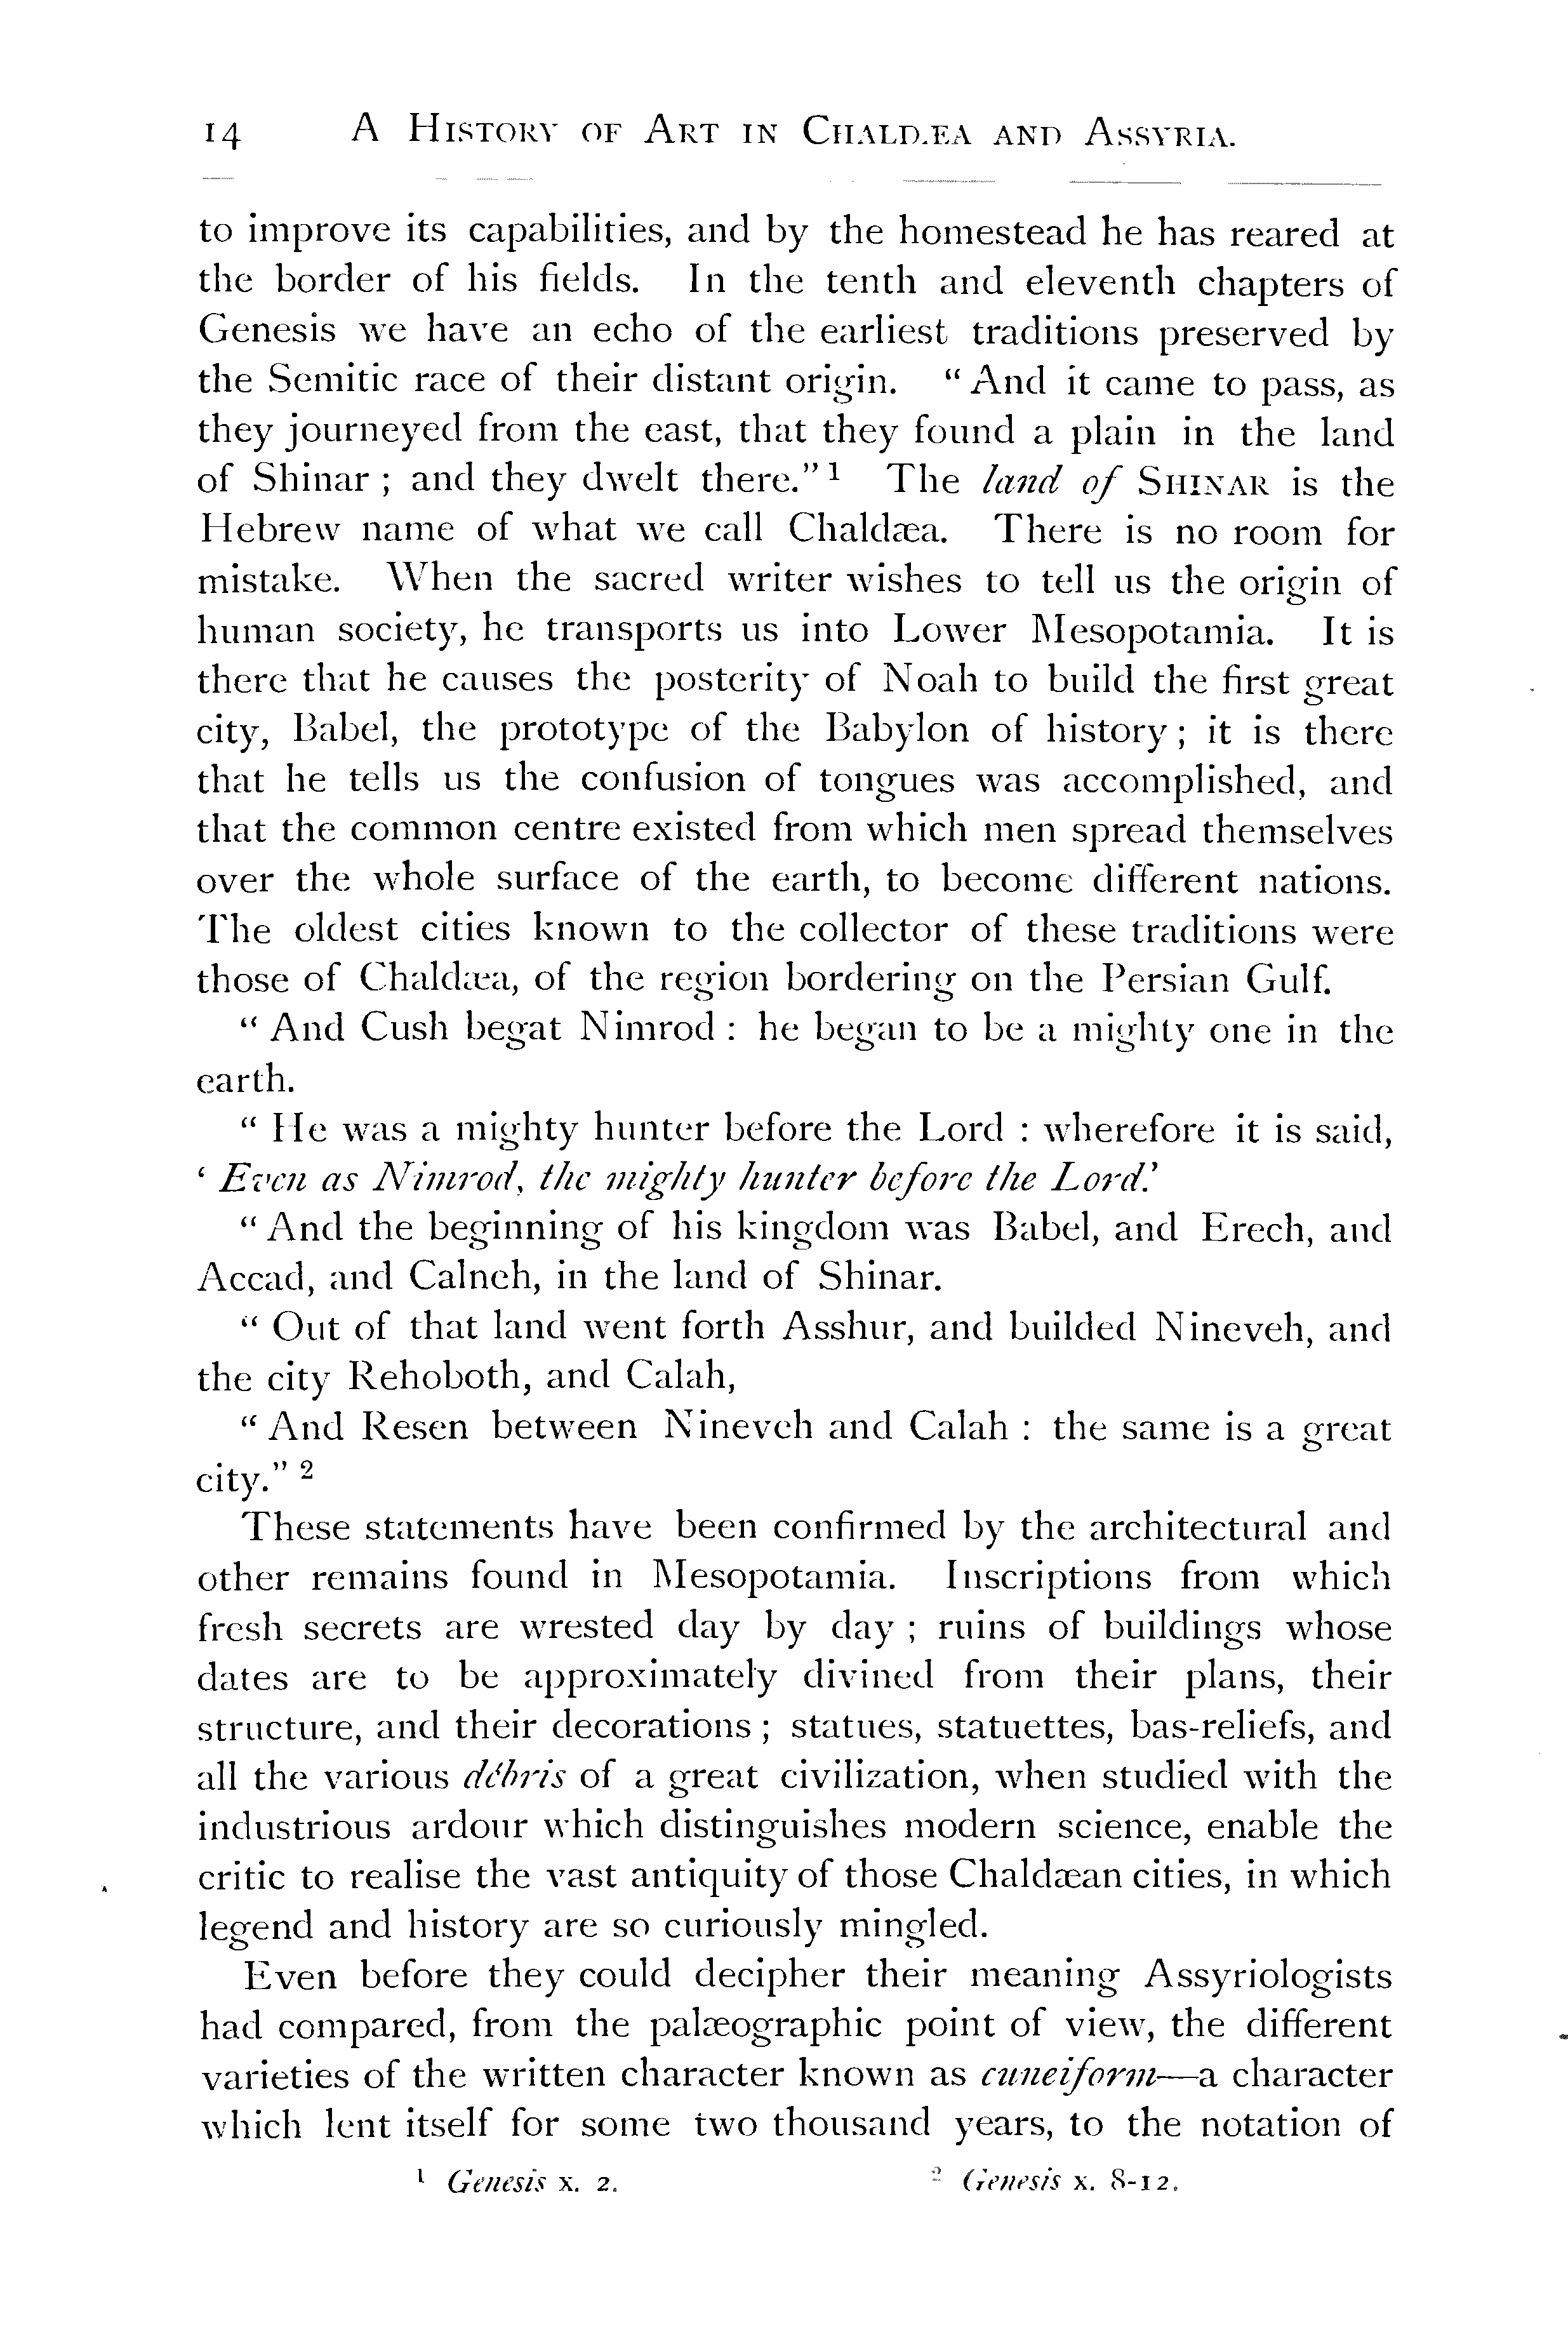 14 A History of Art in Chaldæa and Assyria.
to improve its capabilities, and by the homestead he has reared at
the border of his fields. In the tenth and eleventh chapters of
Genesis we have an echo of the earliest traditions preserved by
the Semitic race of their distant origin. “ And it came to pass, as
they journeyed from the east, that they found a plain in the land
of Shinar ; and they dwelt there.” 1 The land of Shinar is the
Hebrew name of what we call Chaldæa. There is no room for
mistake. When the sacred writer wishes to tell us the origin of
human society, he transports us into Lower Mesopotamia. It is
there that he causes the posterity of Noah to build the first great
city, Babel, the prototype of the Babylon of history ; it is there
that he tells us the confusion of tongues was accomplished, and
that the common centre existed from which men spread themselves
over the whole surface of the earth, to become different nations.
The oldest cities known to the collector of these traditions were
those of Chaldæa, of the region bordering on the Persian Gulf.
“ And Cush begat Nimrod : he began to be a mighty one in the
earth.
“ He was a mighty hunter before the Lord : wherefore it is said,
‘ Even as Nimrod, the mighty hunter before the Lord.’
“ And the beginning of his kingdom was Babel, and Erech, and
Accad, and Calneh, in the land of Shinar.
“ Out of that land went forth Asshur, and builded Nineveh, and
the city Rehoboth, and Calah,
“ And Resen between Nineveh and Calah : the same is a great
city.” 2
These statements have been confirmed by the architectural and
other remains found in Mesopotamia. Inscriptions from which
fresh secrets are wrested day by day ; ruins of buildings whose
dates are to be approximately divined from their plans, their
structure, and their decorations ; statues, statuettes, bas-reliefs, and
all the various débris of a great civilization, when studied with the
industrious ardour which distinguishes modern science, enable the
critic to realise the vast antiquity of those Chaldæan cities, in which
legend and history are so curiously mingled.
Even before they could decipher their meaning Assyriologists
had compared, from the palæographic point of view, the different
varieties of the written character known as cuneiform—a character
which lent itself for some two thousand years, to the notation of
1 Genesis x. 2. 2 Genesis x. 8-12.